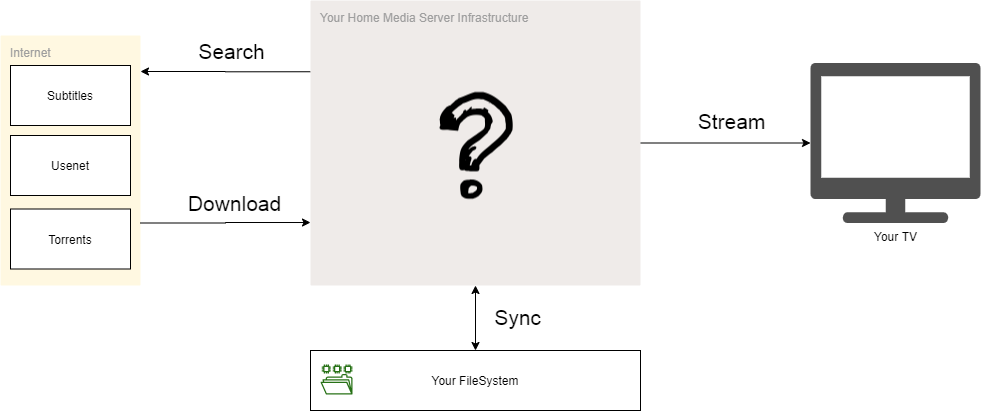 Your Home Media Server Infrastructure
Internet
Search
Subtitles
Usenet
Download
Torrents
?
Stream
Your TV
Sync
Your FileSystem